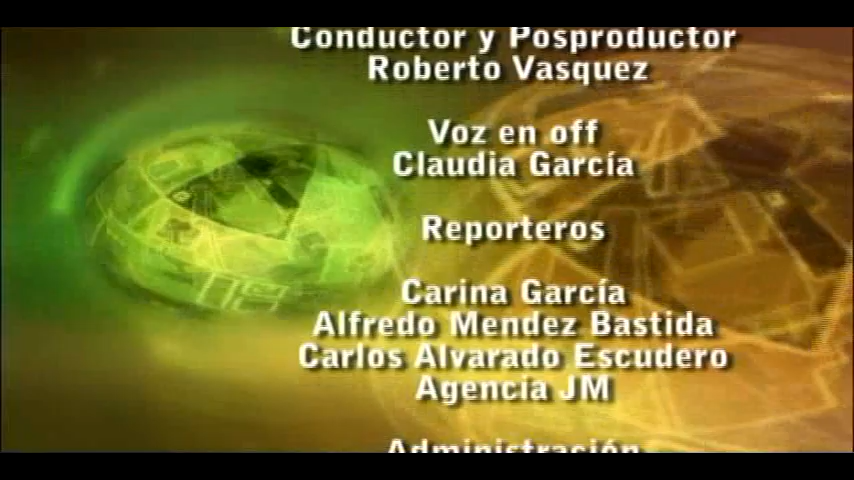 Conductor y Posproductor
Roberto Vasquez
Voz en off
Claudia García
Reporteros
Carina García
Alfredo Mendez Bastida
Carlos Alvarado Escudero
Agencia JM
Administración